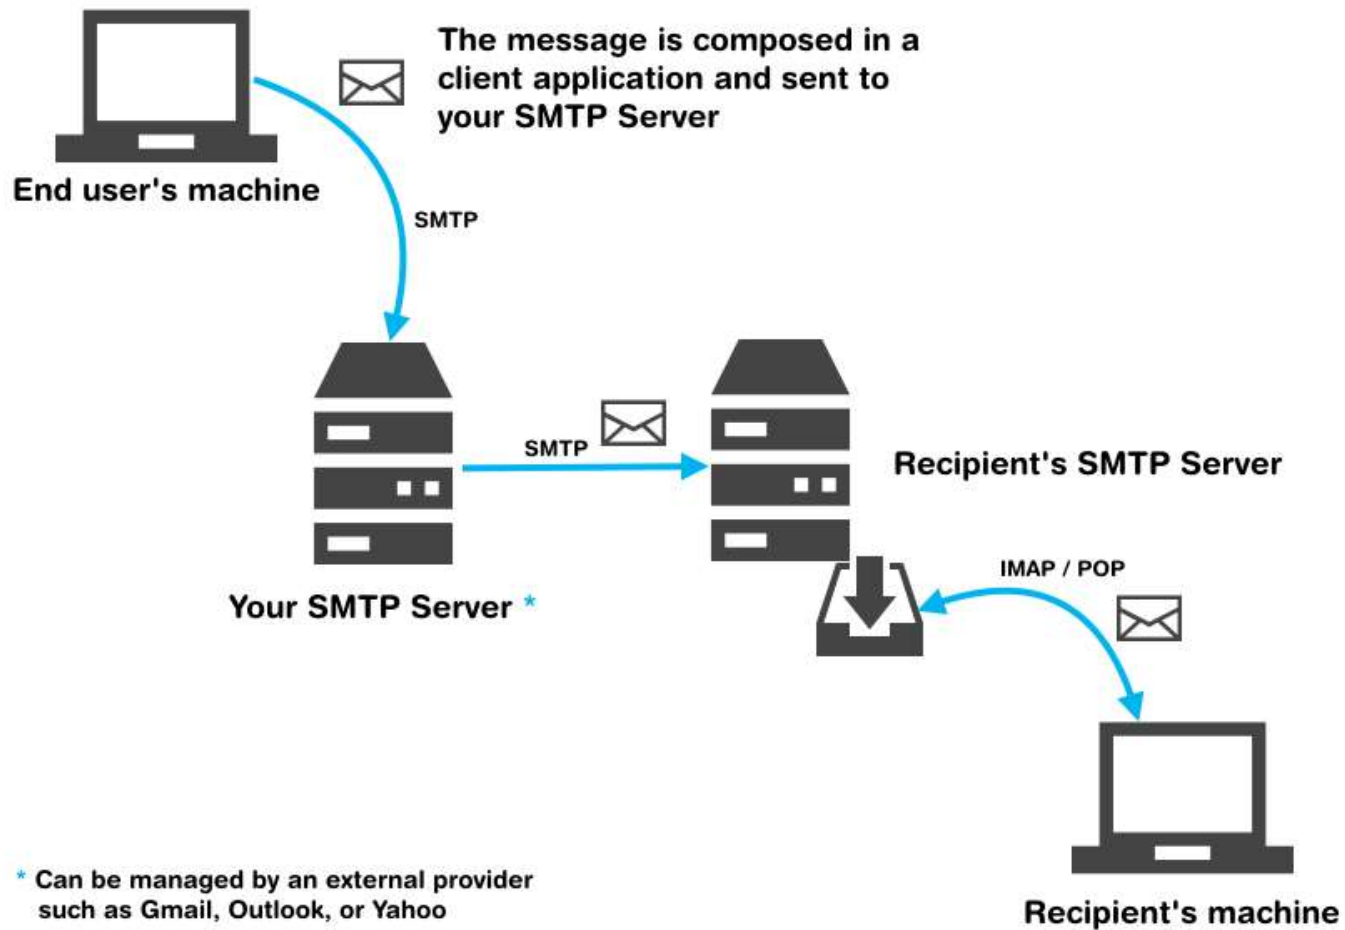 The message is composed in a
client application and sent to
your SMTP Server
End user's machine
SMTP
SMTP
Recipient's SMTP Server
IMAP / POP
Your SMTP Server *
* Can be managed by an external provider
such as Gmail, Outlook, or Yahoo
Recipient's machine